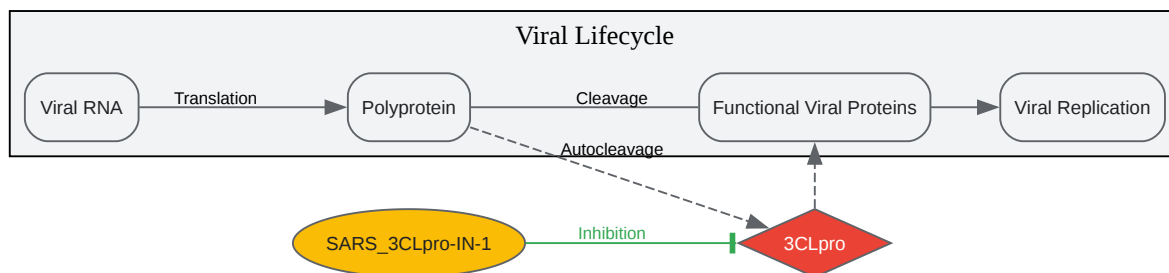 Viral Lifecycle
Viral RNA
Translation
Polyprotein
Cleavage
Functional Viral Proteins
Viral Replication
Autocleavage
SARS_3CLpro-IN-1
Inhibition
3CLpro